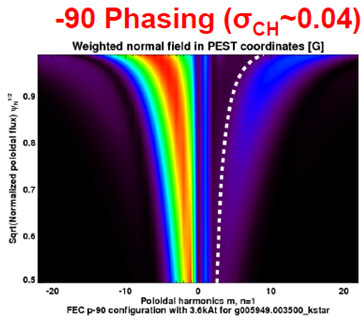 -90 Phasing (σCH~0.04)
Weighted normal field in PEST coordinates [G]
Sqrt(Normalized poloidal flux) ψN^1/2
0.9
0.8
0.7
0.6
0.5
-20 -10 0 10 20
Poloidal harmonics m, n=1
FEC p-90 configuration with 3.6kAt for g005949.003500_kstar